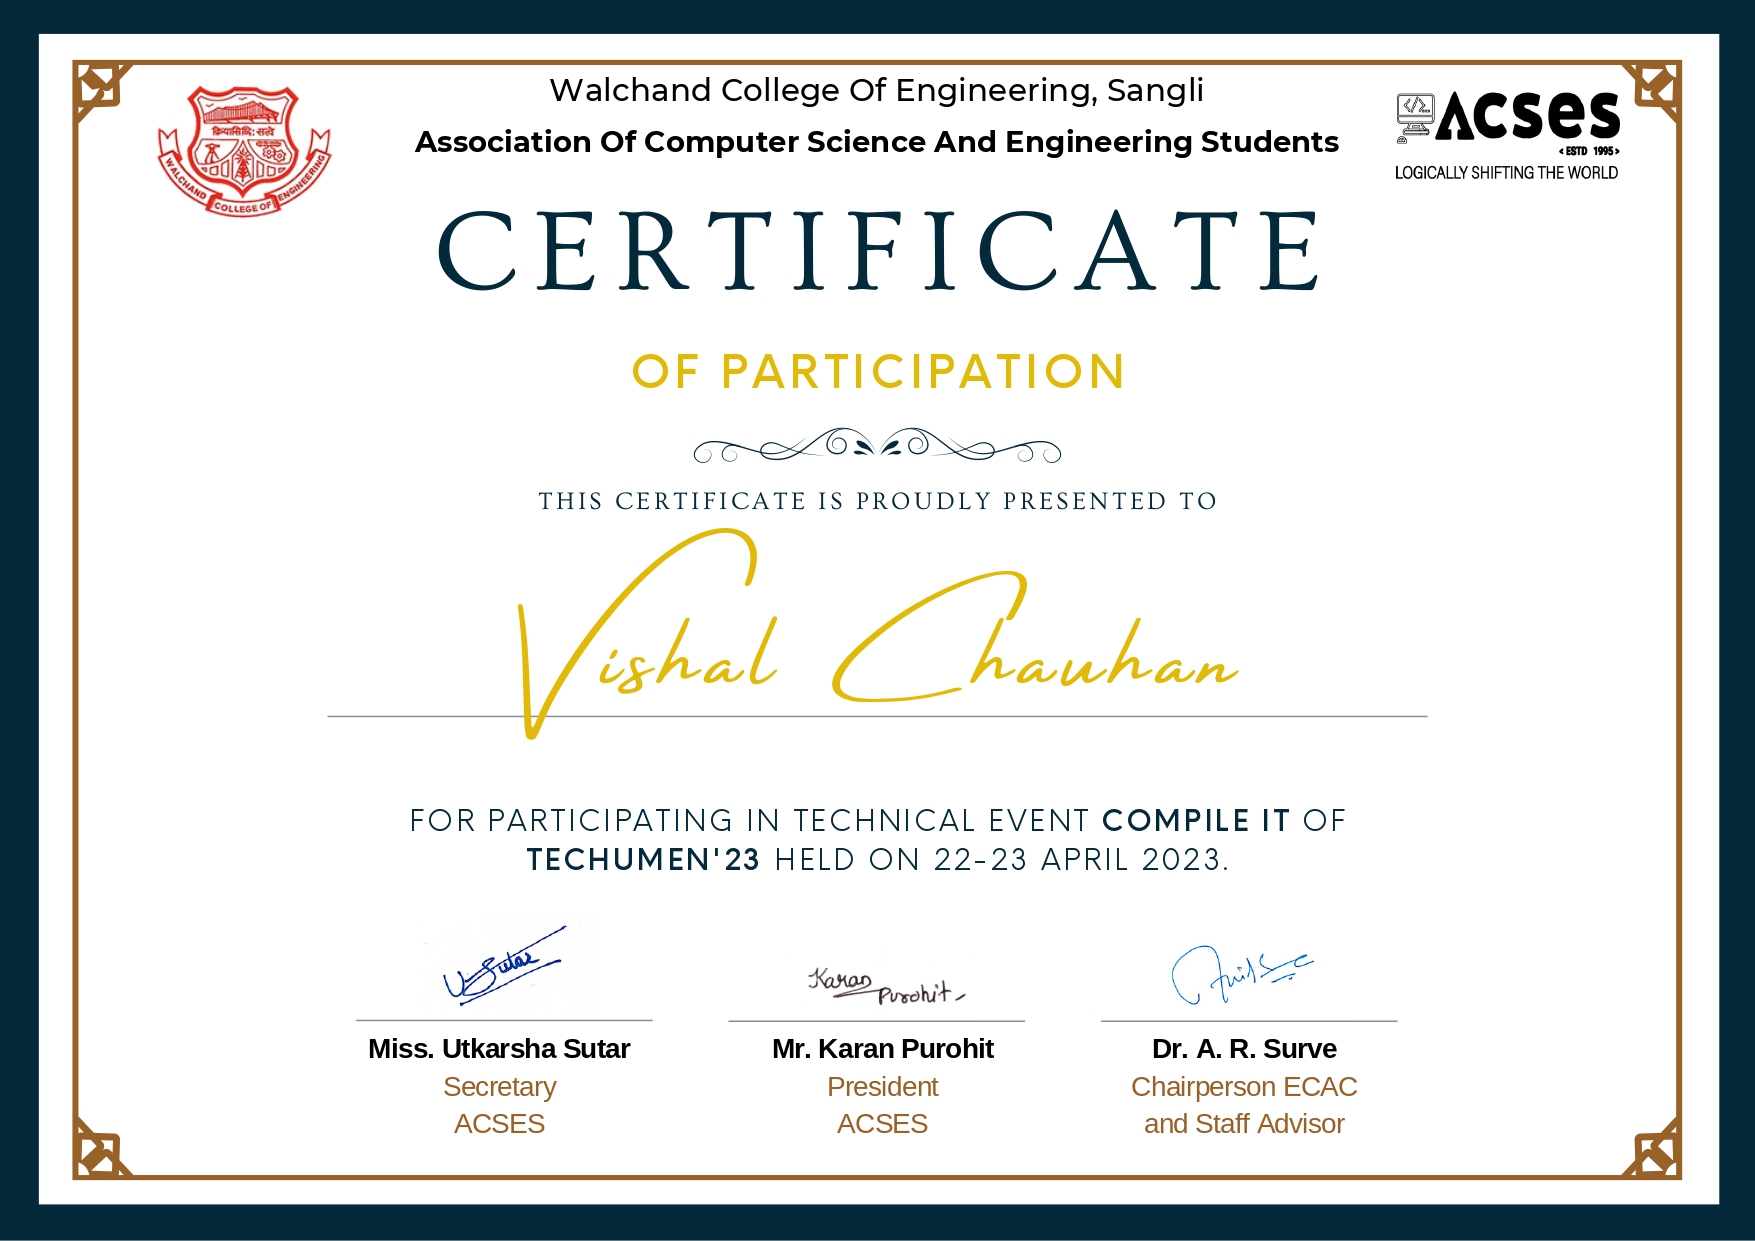 Walchand College Of Engineering, Sangli
Association Of Computer Science And Engineering Students
क्रियासिद्धि: सत्वे
WALCHAND COLLEGE OF ENGINEERING
Acses
< ESTD 1995 >
LOGICALLY SHIFTING THE WORLD
CERTIFICATE
OF PARTICIPATION
THIS CERTIFICATE IS PROUDLY PRESENTED TO
Vishal Chauhan
FOR PARTICIPATING IN TECHNICAL EVENT COMPILE IT OF
TECHUMEN'23 HELD ON 22-23 APRIL 2023.
Karan
Purohit
Miss. Utkarsha Sutar
Secretary
ACSES
Mr. Karan Purohit
President
ACSES
Dr. A. R. Surve
Chairperson ECAC
and Staff Advisor